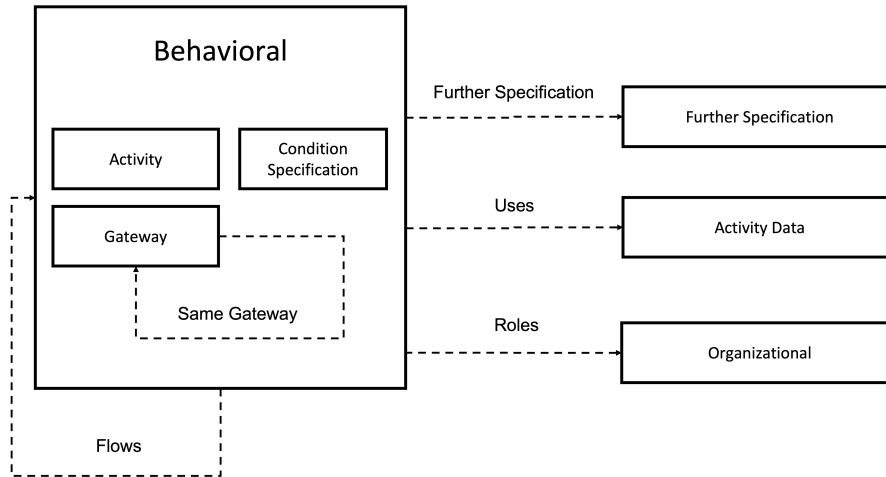 Behavioral
Further Specification
Further Specification
Activity
Condition
Specification
Uses
Activity Data
Gateway
Same Gateway
Roles
Organizational
Flows